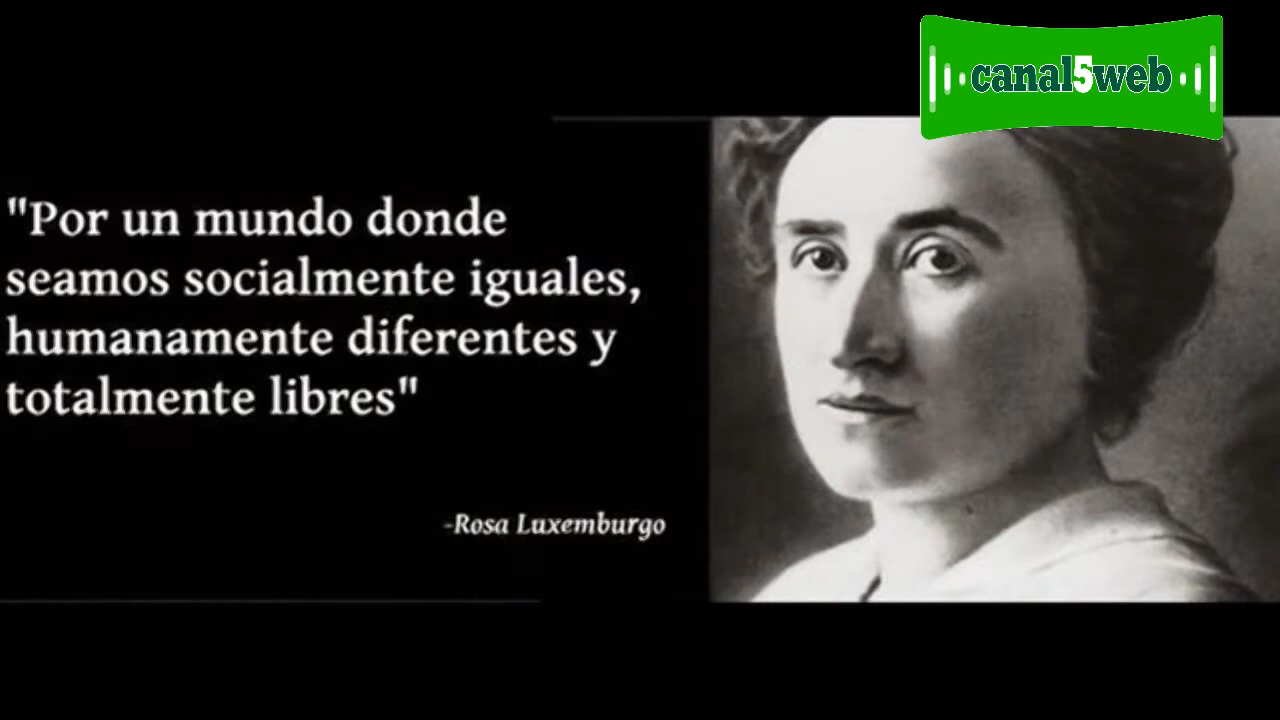 canal5web
"Por un mundo donde
seamos socialmente iguales,
humanamente diferentes y
totalmente libres"
-Rosa Luxemburgo